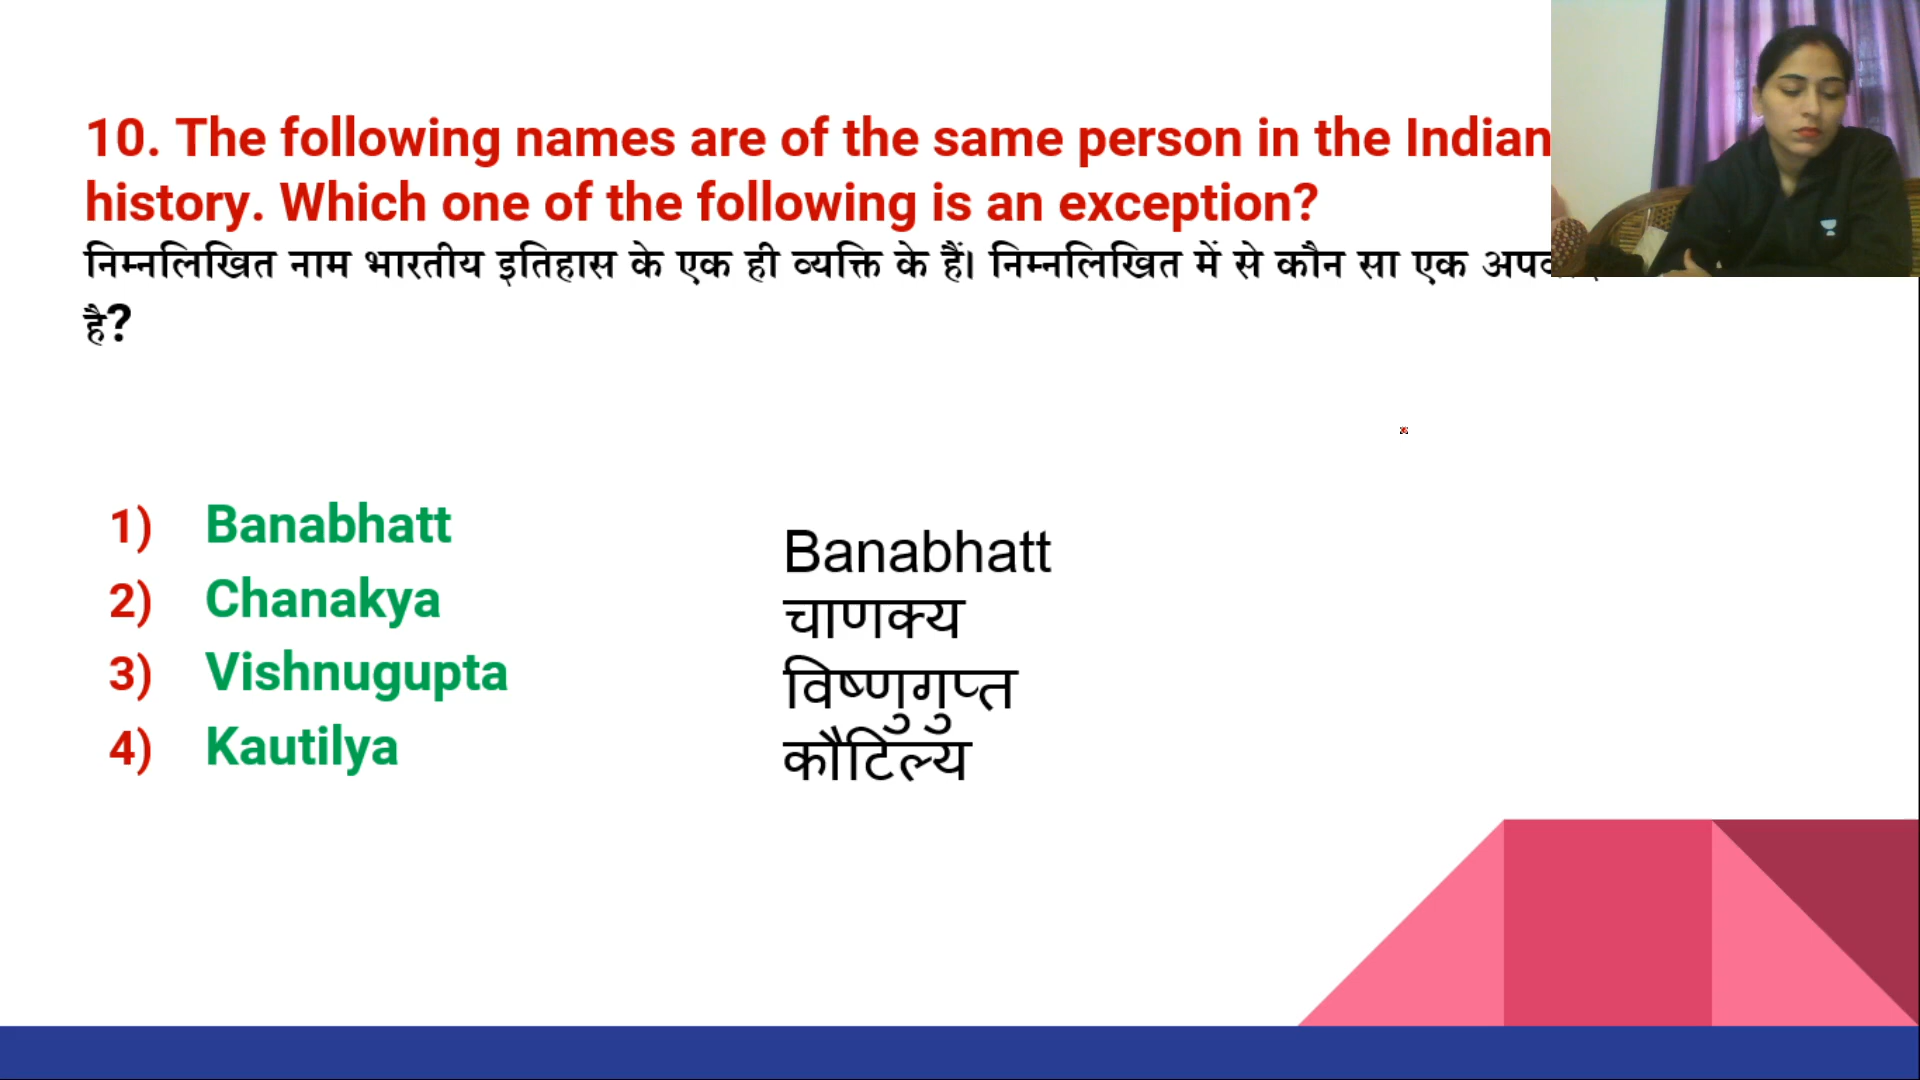 10. The following names are of the same person in the Indian
history. Which one of the following is an exception?
निम्नलिखित नाम भारतीय इतिहास के एक ही व्यक्ति के हैं। निम्नलिखित में से कौन सा एक
है?
1) Banabhatt
2) Chanakya
3) Vishnugupta
4) Kautilya
Banabhatt
चाणक्य
विष्णुगुप्त
कौटिल्य